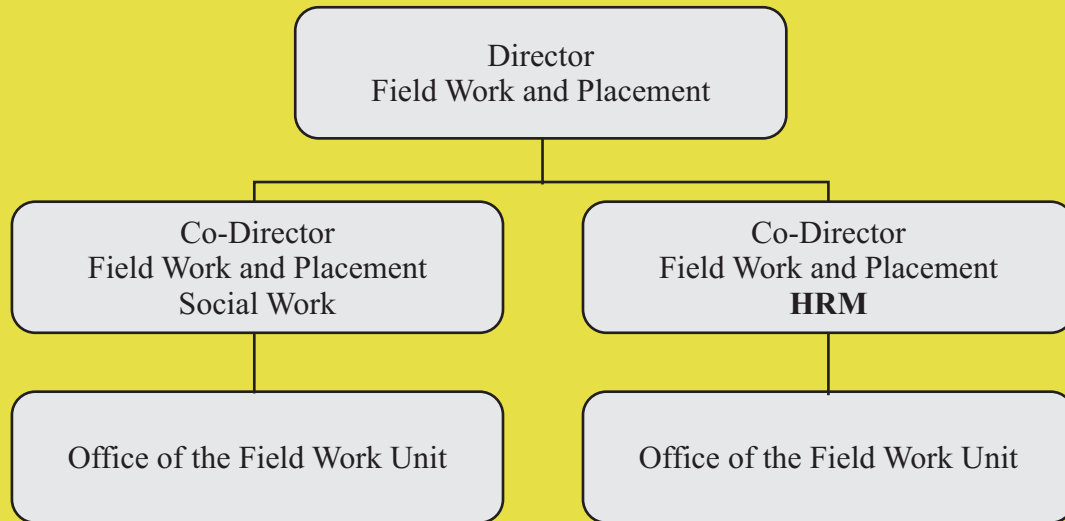 Director
Field Work and Placement
Co-Director
Field Work and Placement
Social Work
Co-Director
Field Work and Placement
HRM
Office of the Field Work Unit
Office of the Field Work Unit